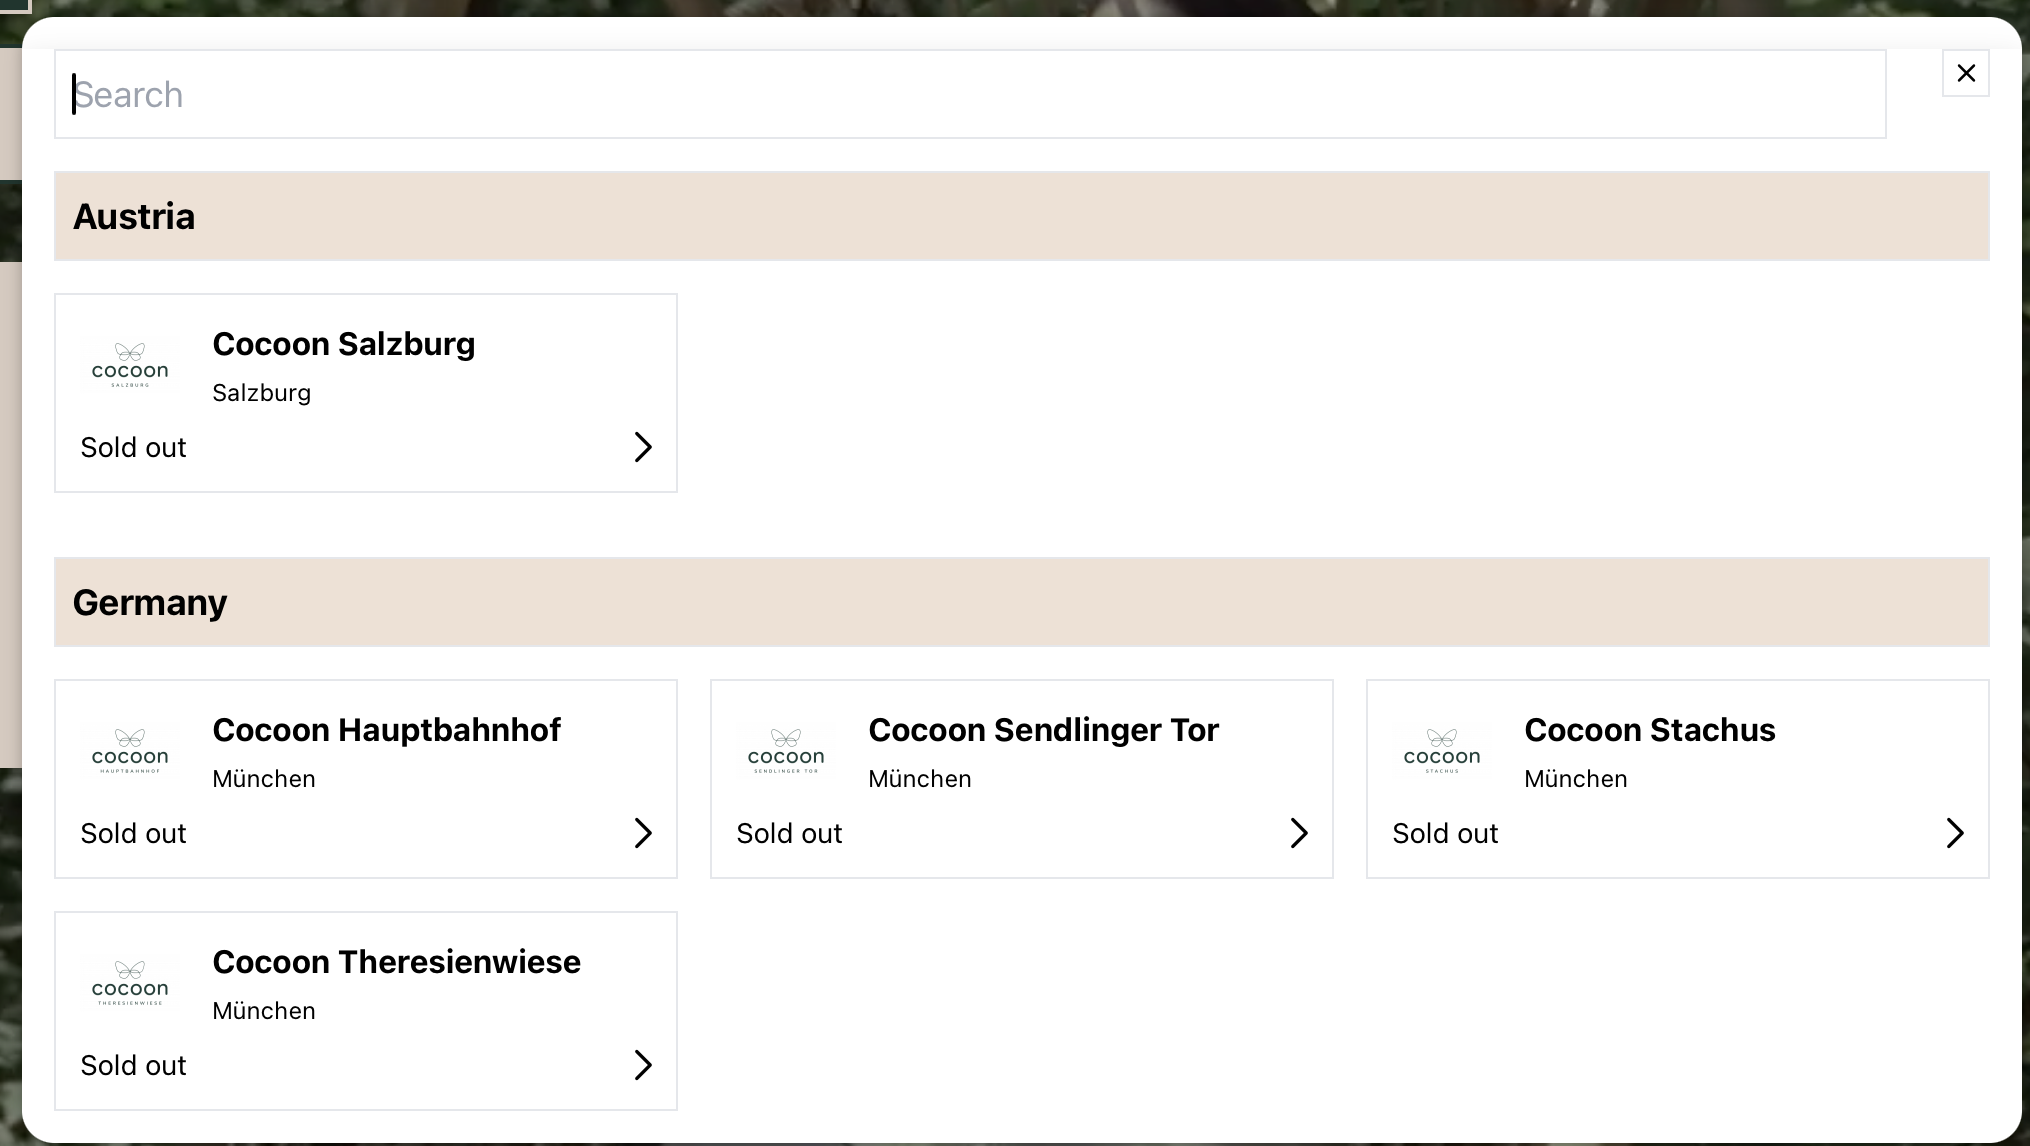 Search
Austria
cocoon
SALZBURG
Cocoon Salzburg
Salzburg
Sold out
Germany
cocoon
HAUPTBAHNHOF
Cocoon Hauptbahnhof
München
Sold out
cocoon
SENDLINGER TOR
Cocoon Sendlinger Tor
München
Sold out
cocoon
STACHUS
Cocoon Stachus
München
Sold out
cocoon
THERESIENWIESE
Cocoon Theresienwiese
München
Sold out